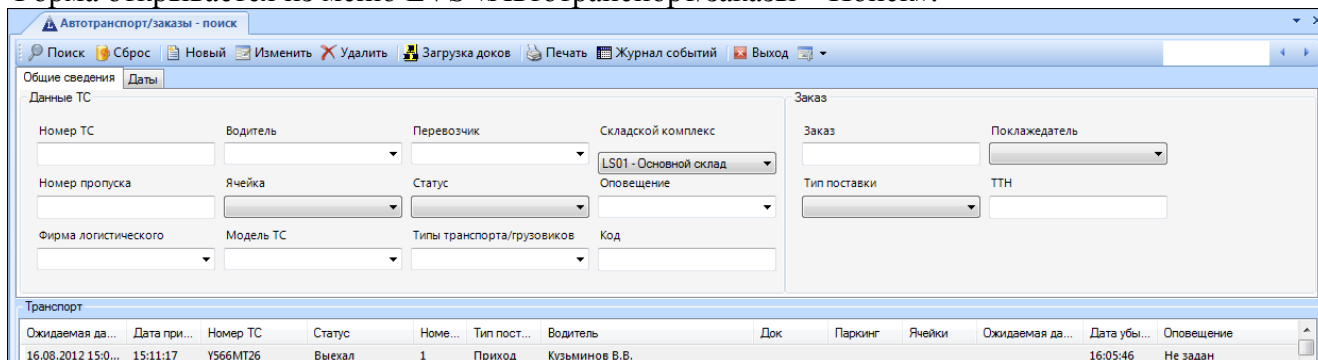 Форма открывается из меню EVS «Автотранспорт/заказы – Поиск».
Автотранспорт/заказы - поиск
Поиск Сброс Новый Изменить Удалить Загрузка доков Печать Журнал событий Выход
Общие сведения Даты
Данные ТС Заказ
Номер ТС Водитель Перевозчик Складской комплекс Заказ Поклажедатель
LS01 - Основной склад
Номер пропуска Ячейка Статус Оповещение Тип поставки ТТН
Фирма логистического Модель ТС Типы транспорта/грузовиков Код
Транспорт
Ожидаемая да... Дата при... Номер ТС Статус Номе... Тип пост... Водитель Док Паркинг Ячейки Ожидаемая да... Дата убы... Оповещение
16.08.2012 15:0... 15:11:17 Y566MT26 Выехал 1 Приход Кузьминов В.В. 16:05:46 Не задан